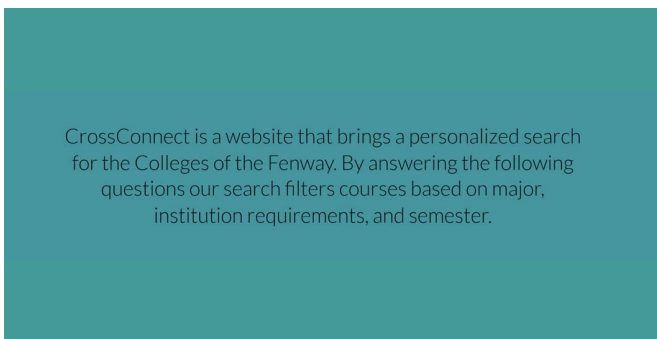 CrossConnect is a website that brings a personalized search
for the Colleges of the Fenway. By answering the following
questions our search filters courses based on major,
institution requirements, and semester.